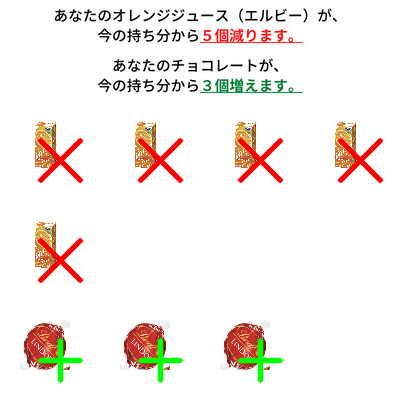 あなたのオレンジジュース（エルビー）が、
今の持ち分から５個減ります。
あなたのチョコレートが、
今の持ち分から３個増えます。